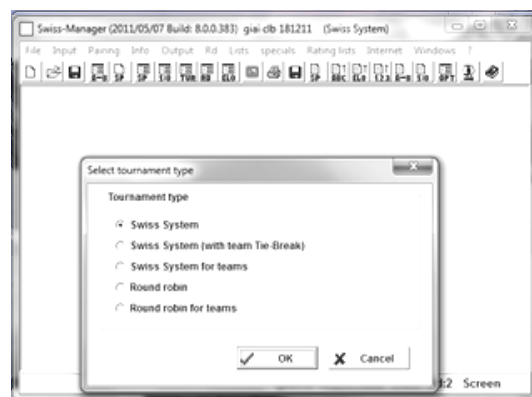 Swiss-Manager (2011/05/07 Build: 8.0.0.383) giai clb 181211 (Swiss System)
File Input Pairing Info Output Rd Lists specials Rating lists Internet Windows ?
Select tournament type
Tournament type
Swiss System
Swiss System (with team Tie-Break)
Swiss System for teams
Round robin
Round robin for teams
OK Cancel
:2 Screen